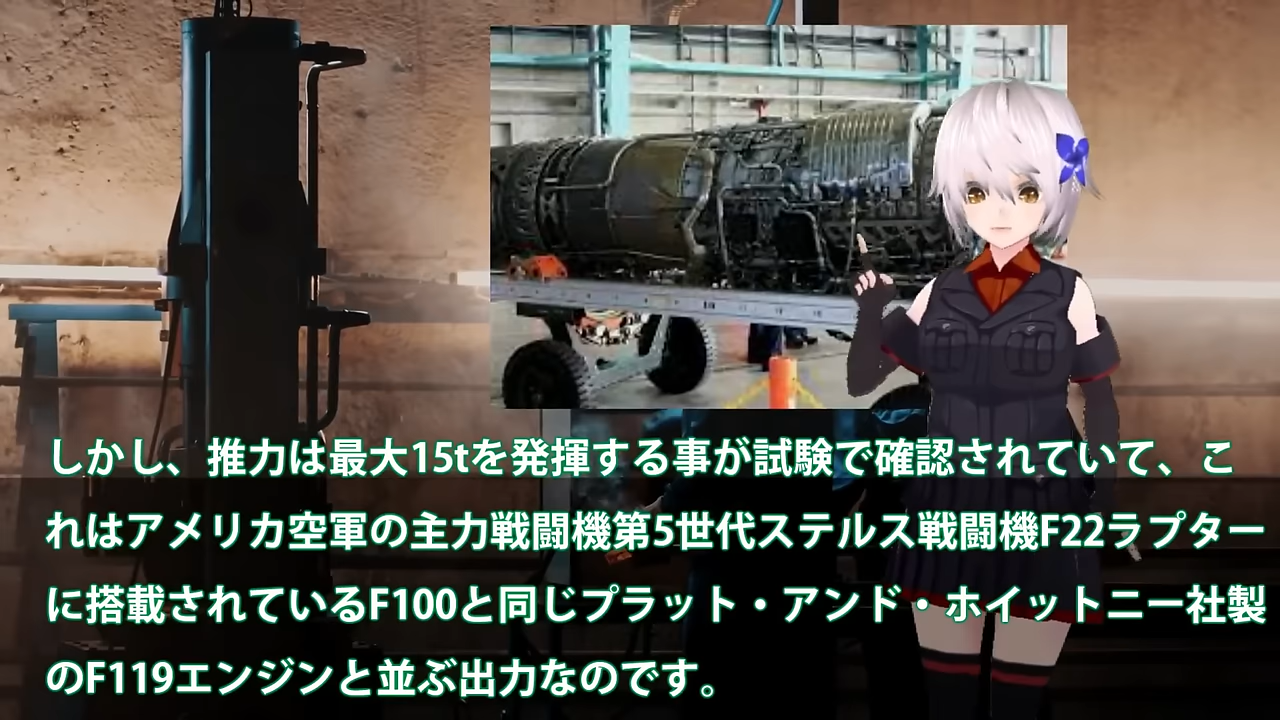 しかし、推力は最大15tを発揮する事が試験で確認されていて、こ
れはアメリカ空軍の主力戦闘機第5世代ステルス戦闘機F22ラプター
に搭載されているF100と同じプラット・アンド・ホイットニー社製
のF119エンジンと並ぶ出力なのです。